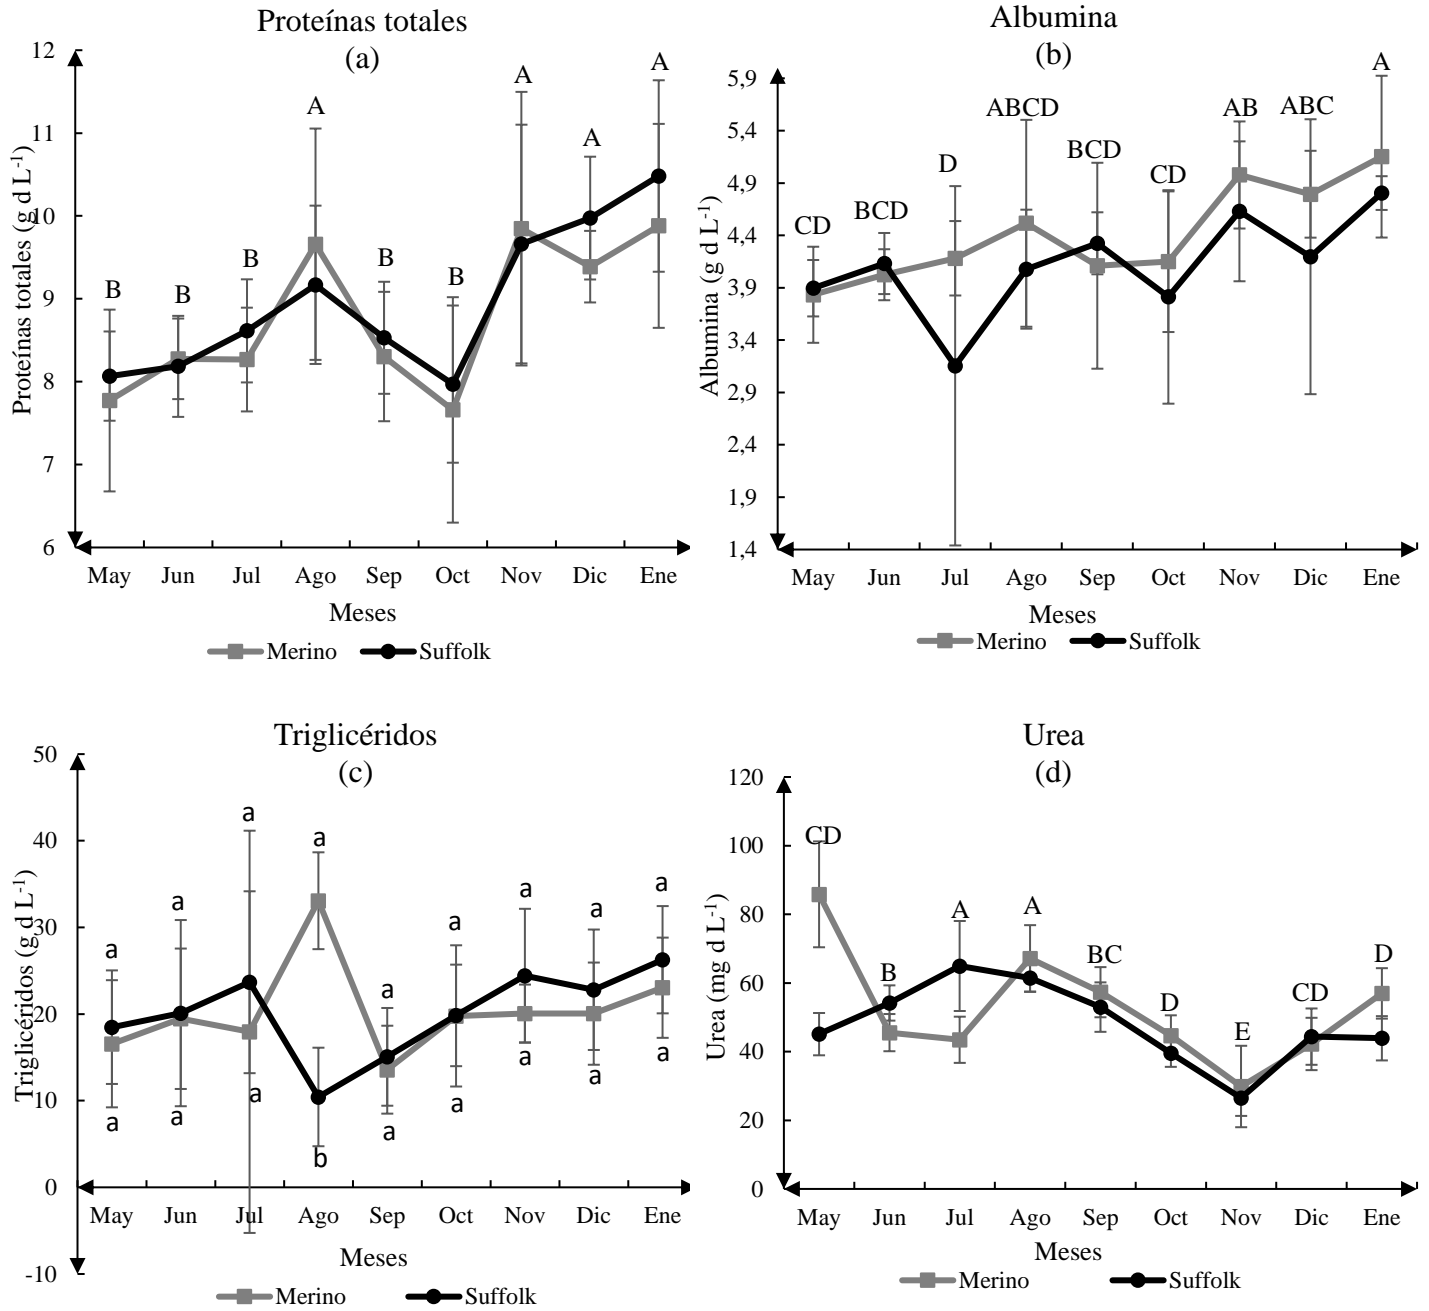 Proteínas totales
(a)
12
11
10
9
8
7
6
Proteínas totales (g d L-1)
B
B
B
A
B
B
A
A
A
May Jun Jul Ago Sep Oct Nov Dic Ene
Meses
Merino Suffolk
Albumina
(b)
5,9
5,4
4,9
4,4
3,9
3,4
2,9
2,4
1,9
1,4
Albumina (g d L-1)
CD
BCD
D
ABCD
BCD
CD
AB
ABC
A
May Jun Jul Ago Sep Oct Nov Dic Ene
Meses
Merino Suffolk
Triglicéridos
(c)
50
40
30
20
10
0
-10
Triglicéridos (g d L-1)
a a a a a a a a a
a a a b a a a a a
May Jun Jul Ago Sep Oct Nov Dic Ene
Meses
Merino Suffolk
Urea
(d)
120
100
80
60
40
20
0
Urea (mg d L-1)
CD
B
A
A
BC
D
E
CD
D
May Jun Jul Ago Sep Oct Nov Dic Ene
Meses
Merino Suffolk